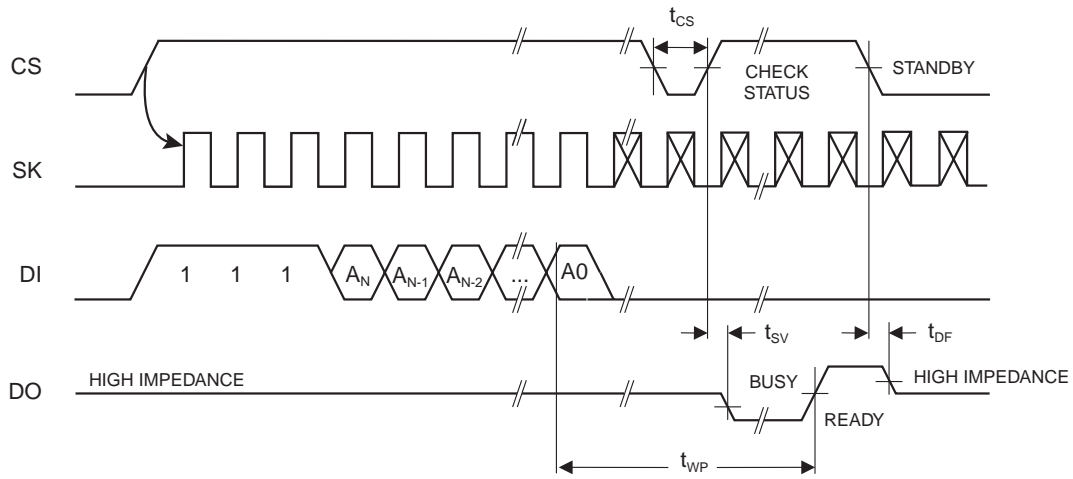 t_CS
CS
CHECK
STATUS
STANDBY
SK
DI
1 1 1 A_N A_N-1 A_N-2 ... A0
t_SV
t_DF
DO
HIGH IMPEDANCE
BUSY
READY
HIGH IMPEDANCE
t_WP